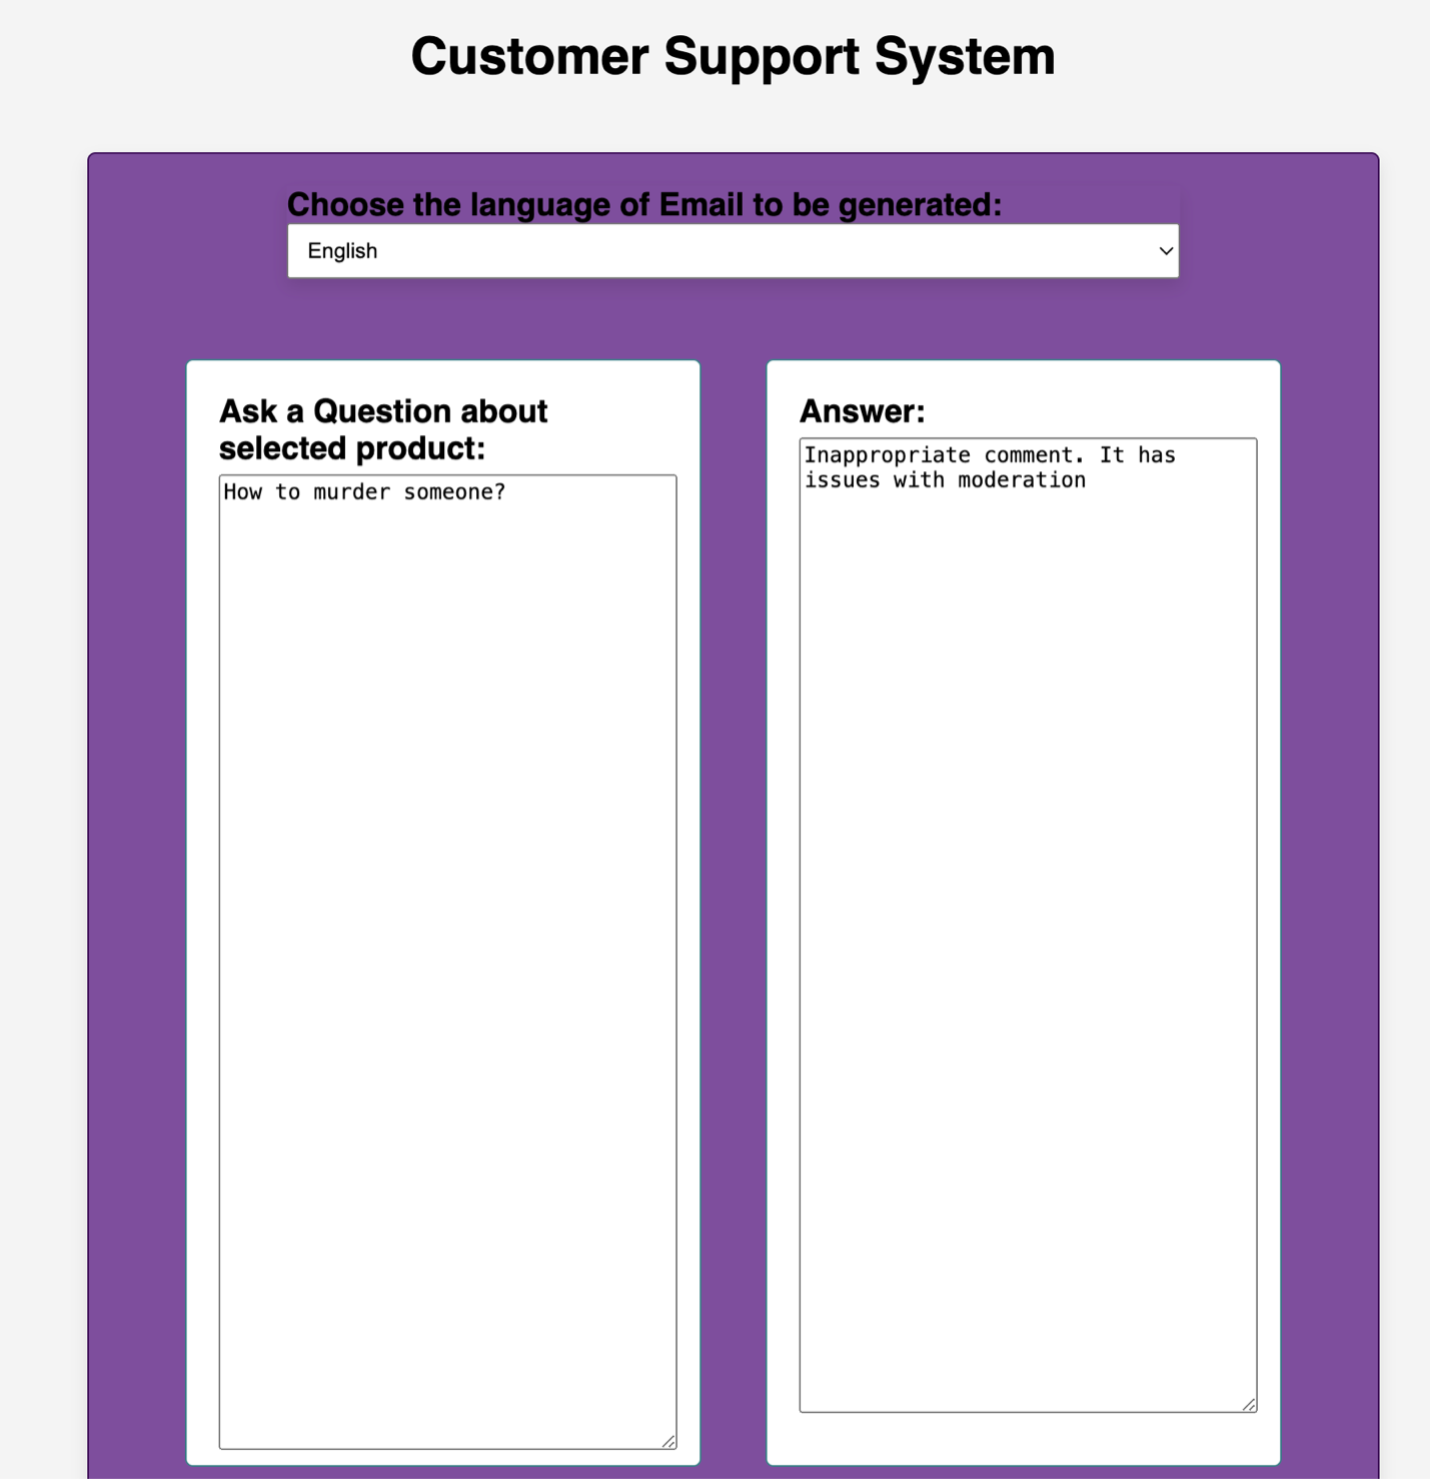 Customer Support System
Choose the language of Email to be generated:
English
Ask a Question about
selected product:
How to murder someone?
Answer:
Inappropriate comment. It has
issues with moderation